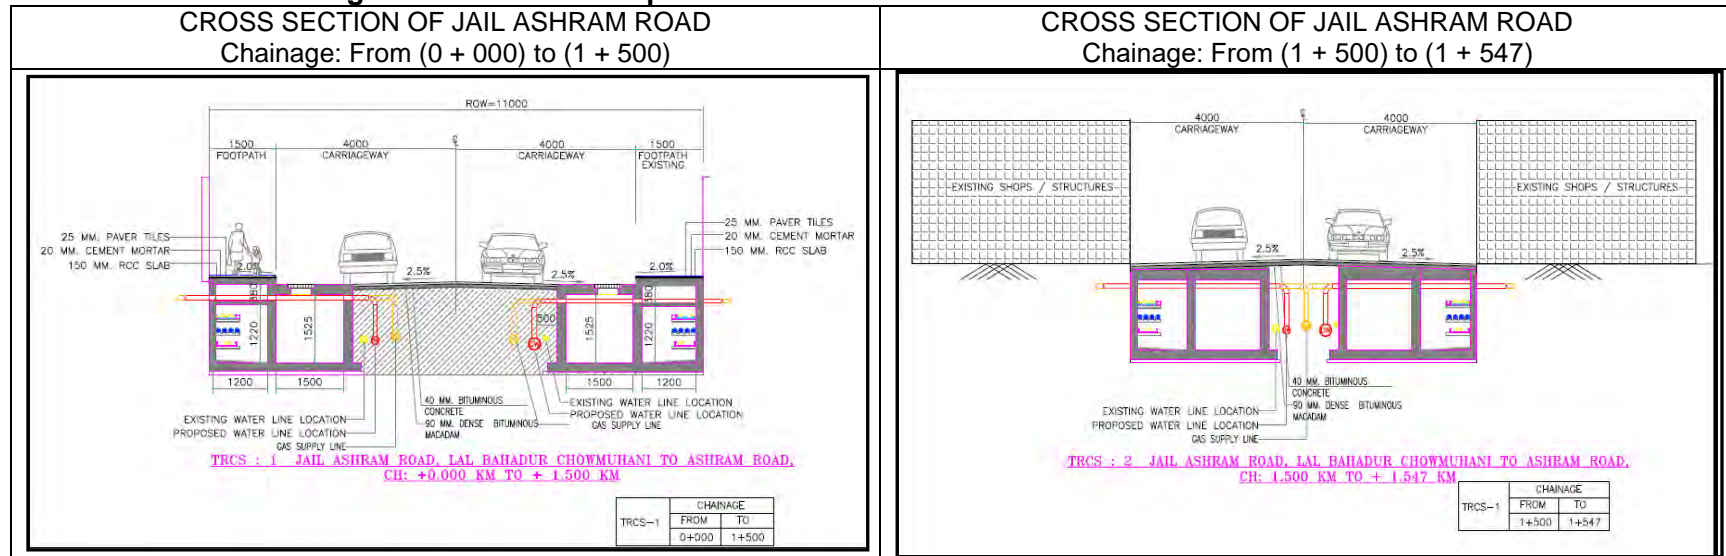 CROSS SECTION OF JAIL ASHRAM ROAD
Chainage: From (0 + 000) to (1 + 500)
ROW=11000
1500
4000
4000
1500
FOOTPATH
CARRIAGEWAY
CARRIAGEWAY
FOOTPATH
EXISTING
25 MM. PAVER TILES
20 MM. CEMENT MORTAR
150 MM. RCC SLAB
25 MM. PAVER TILES
20 MM. CEMENT MORTAR
150 MM. RCC SLAB
2.0%
2.5%
2.5%
2.0%
380
1220
1525
500
1525
380
1220
1200
1500
1500
1200
40 MM. BITUMINOUS
CONCRETE
90 MM. DENSE BITUMINOUS
MACADAM
EXISTING WATER LINE LOCATION
PROPOSED WATER LINE LOCATION
GAS SUPPLY LINE
EXISTING WATER LINE LOCATION
PROPOSED WATER LINE LOCATION
GAS SUPPLY LINE
TRCS : 1 JAIL ASHRAM ROAD, LAL BAHADUR CHOWMUHANI TO ASHRAM ROAD,
CH: +0.000 KM TO + 1.500 KM
TRCS-1
CHAINAGE
FROM TO
0+000 1+500
CROSS SECTION OF JAIL ASHRAM ROAD
Chainage: From (1 + 500) to (1 + 547)
4000
4000
CARRIAGEWAY
CARRIAGEWAY
EXISTING SHOPS / STRUCTURES
EXISTING SHOPS / STRUCTURES
2.5%
2.5%
40 MM. BITUMINOUS
CONCRETE
90 MM. DENSE BITUMINOUS
MACADAM
EXISTING WATER LINE LOCATION
PROPOSED WATER LINE LOCATION
GAS SUPPLY LINE
TRCS : 2 JAIL ASHRAM ROAD, LAL BAHADUR CHOWMUHANI TO ASHRAM ROAD,
CH: 1.500 KM TO + 1.547 KM
TRCS-1
CHAINAGE
FROM TO
1+500 1+547